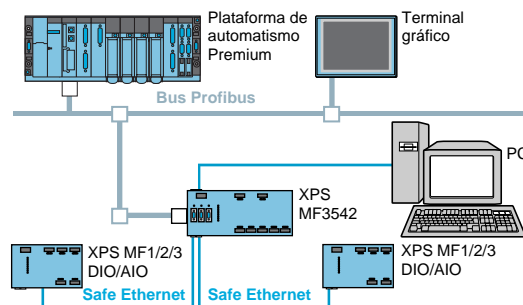 Plataforma de
automatismo
Premium
Terminal
gráfico
Bus Profibus
PC
XPS
MF3542
XPS MF1/2/3
DIO/AIO
XPS MF1/2/3
DIO/AIO
Safe Ethernet
Safe Ethernet